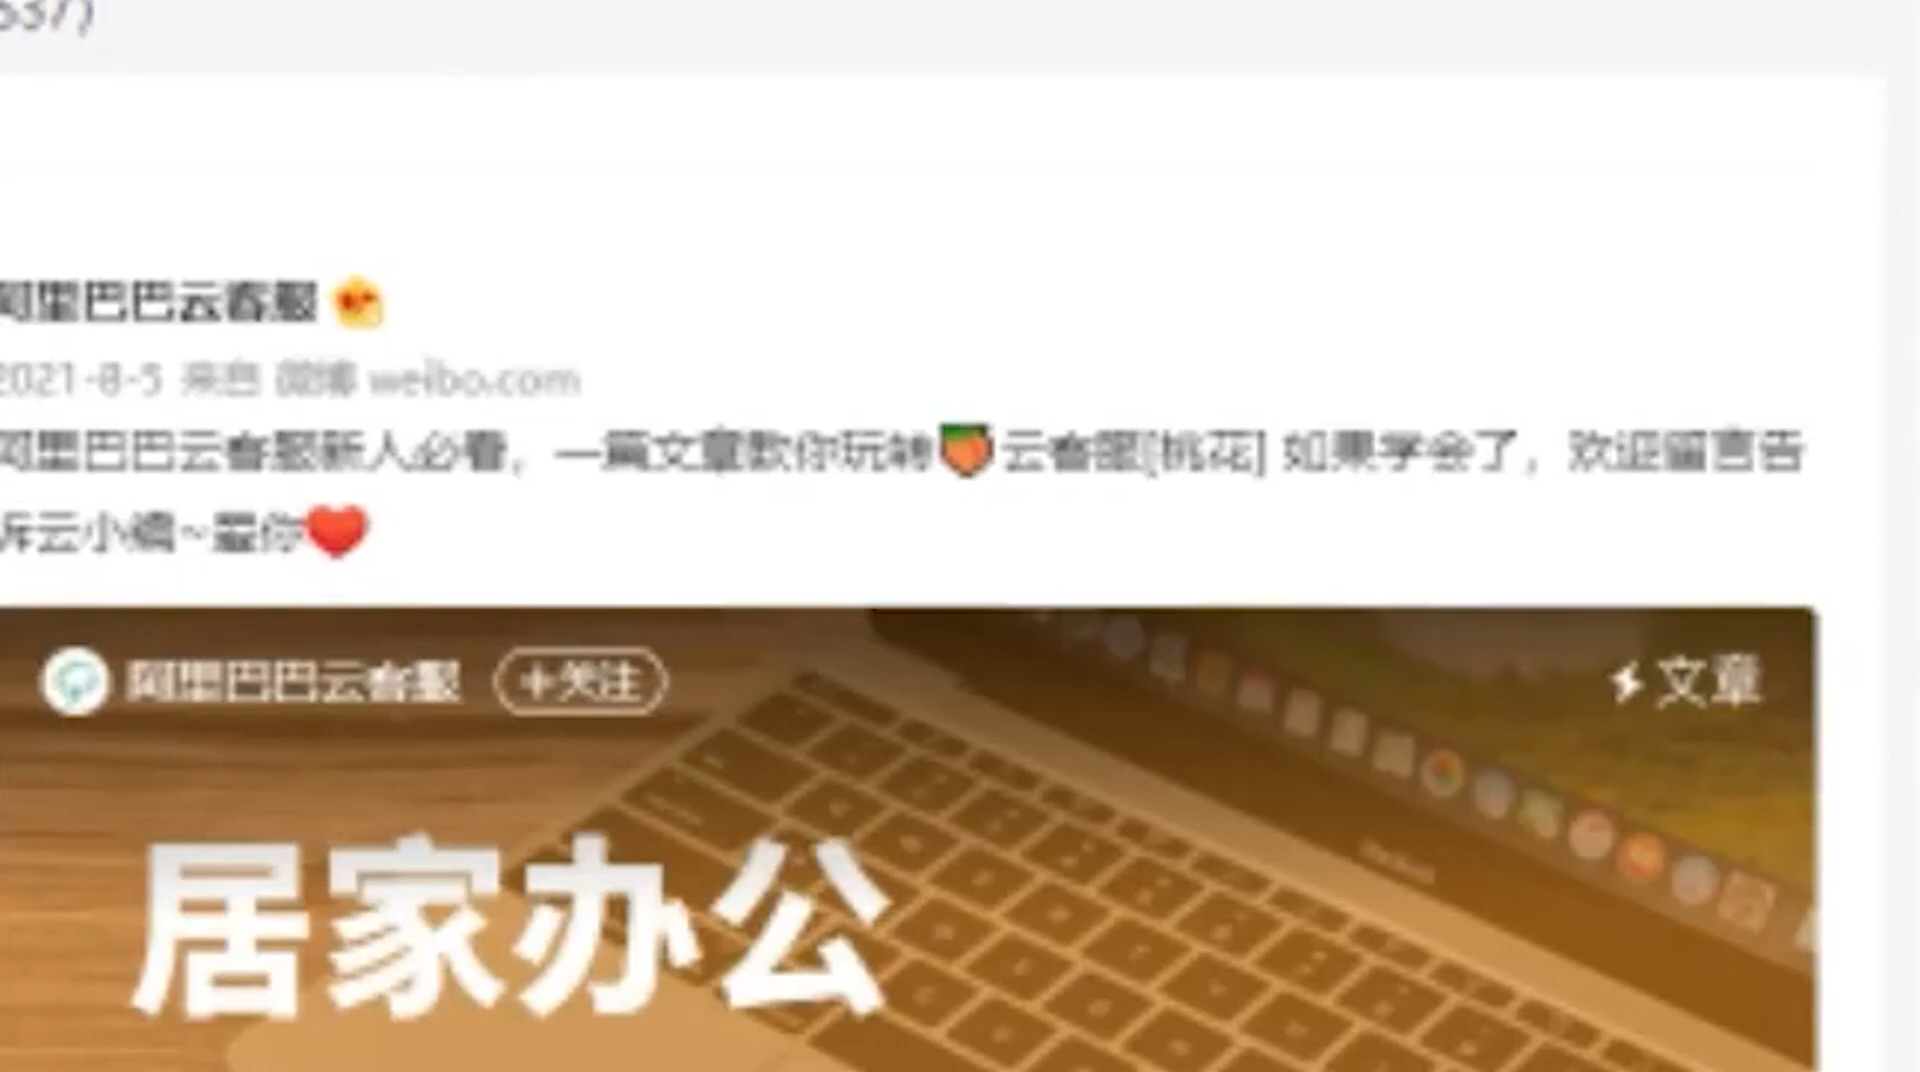 537)
阿里巴巴云客服
2021-8-5 来自 微博 weibo.com
阿里巴巴云客服新人必看，一篇文章教你玩转🍑云客服[桃花] 如果学会了，欢迎留言告
诉云小编~爱你❤
阿里巴巴云客服 +关注
文章
居家办公